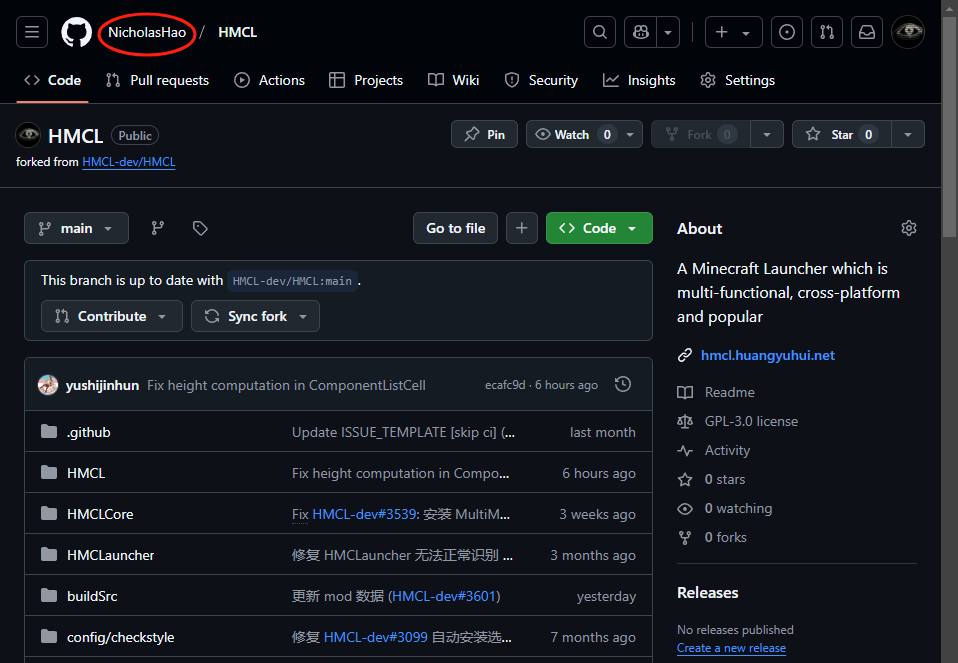 NicholasHao / HMCL
Code Pull requests Actions Projects Wiki Security Insights Settings
HMCL Public
Pin Watch 0 Fork 0 Star 0
forked from HMCL-dev/HMCL
main Go to file Code
This branch is up to date with HMCL-dev/HMCL:main .
Contribute Sync fork
yushijinhun Fix height computation in ComponentListCell ecafc9d · 6 hours ago
.github Update ISSUE_TEMPLATE [skip ci] (... last month
HMCL Fix height computation in Compo... 6 hours ago
HMCLCore Fix HMCL-dev#3539: 安装 MultiM... 3 weeks ago
HMCLauncher 修复 HMCLauncher 无法正常识别 ... 3 months ago
buildSrc 更新 mod 数据 (HMCL-dev#3601) yesterday
config/checkstyle 修复 HMCL-dev#3099 自动安装选... 7 months ago
About
A Minecraft Launcher which is
multi-functional, cross-platform
and popular
hmcl.huangyuhui.net
Readme
GPL-3.0 license
Activity
0 stars
0 watching
0 forks
Releases
No releases published
Create a new release